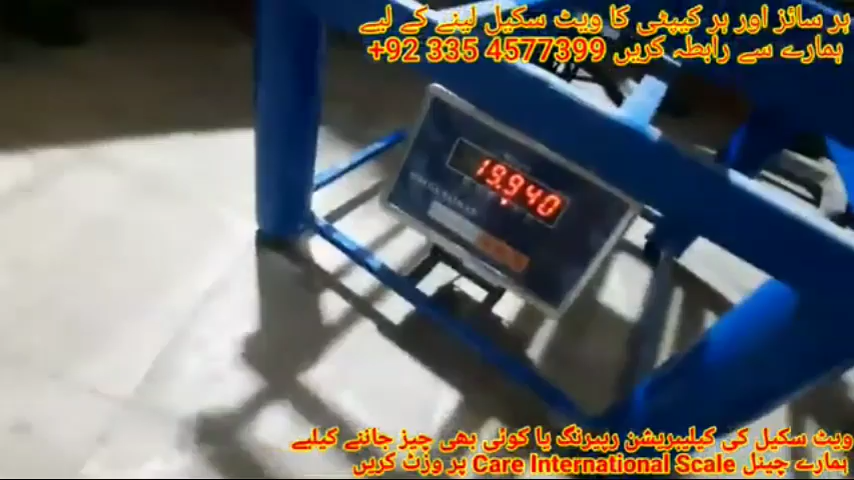 ہر سائز اور ہر کیپٹی کا ویٹ سکیل لینے کے لیے
ہمارے سے رابطہ کریں 4577399 335 92+
19.940
ویٹ سکیل کی کیلیبریشن ریپرنگ یا کوئی بھی چیز جاننے کیلیے
ہمارے چینل Care International Scale پر وزٹ کریں